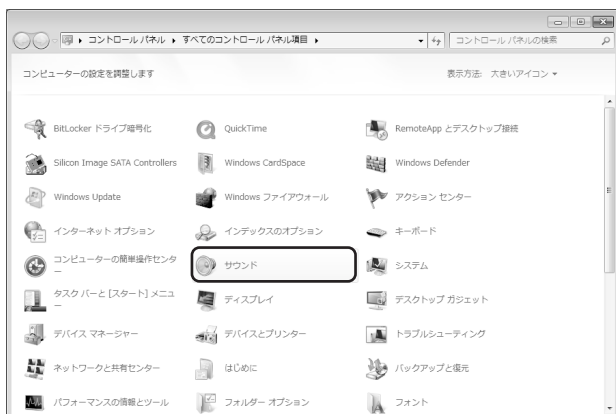 コントロール パネル ▸ すべてのコントロール パネル項目 ▸
コントロール パネルの検索
コンピューターの設定を調整します
表示方法: 大きいアイコン
BitLocker ドライブ暗号化
QuickTime
RemoteApp とデスクトップ接続
Silicon Image SATA Controllers
Windows CardSpace
Windows Defender
Windows Update
Windows ファイアウォール
アクション センター
インターネット オプション
インデックスのオプション
キーボード
コンピューターの簡単操作センタ
ー
サウンド
システム
タスク バーと [スタート] メニュ
ー
ディスプレイ
デスクトップ ガジェット
デバイス マネージャー
デバイスとプリンター
トラブルシューティング
ネットワークと共有センター
はじめに
バックアップと復元
パフォーマンスの情報とツール
フォルダー オプション
フォント